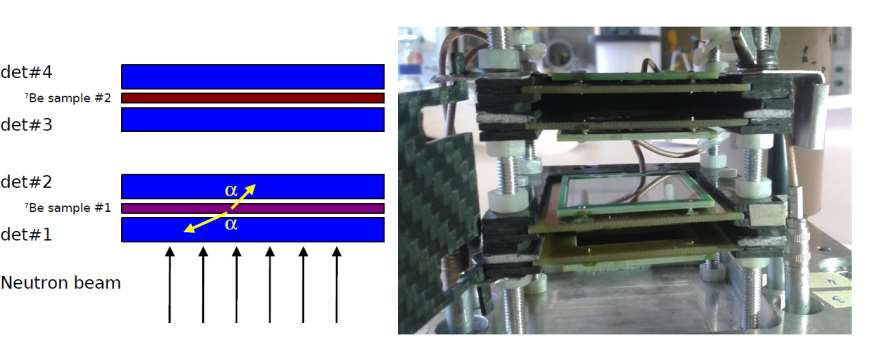 det#4
⁷Be sample #2
det#3
det#2
α
⁷Be sample #1
α
det#1
Neutron beam